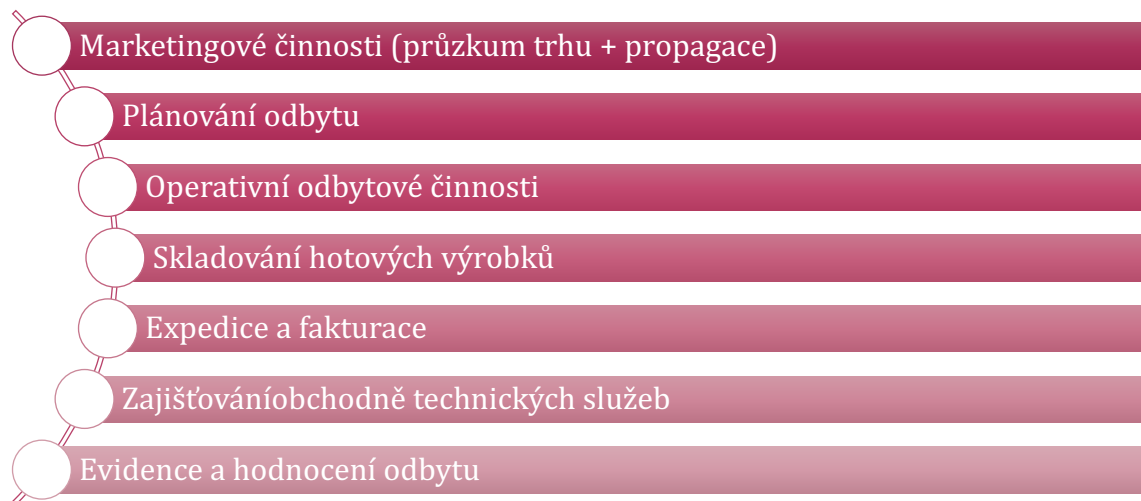 Marketingové činnosti (průzkum trhu + propagace)
Plánování odbytu
Operativní odbytové činnosti
Skladování hotových výrobků
Expedice a fakturace
Zajišťováníobchodně technických služeb
Evidence a hodnocení odbytu